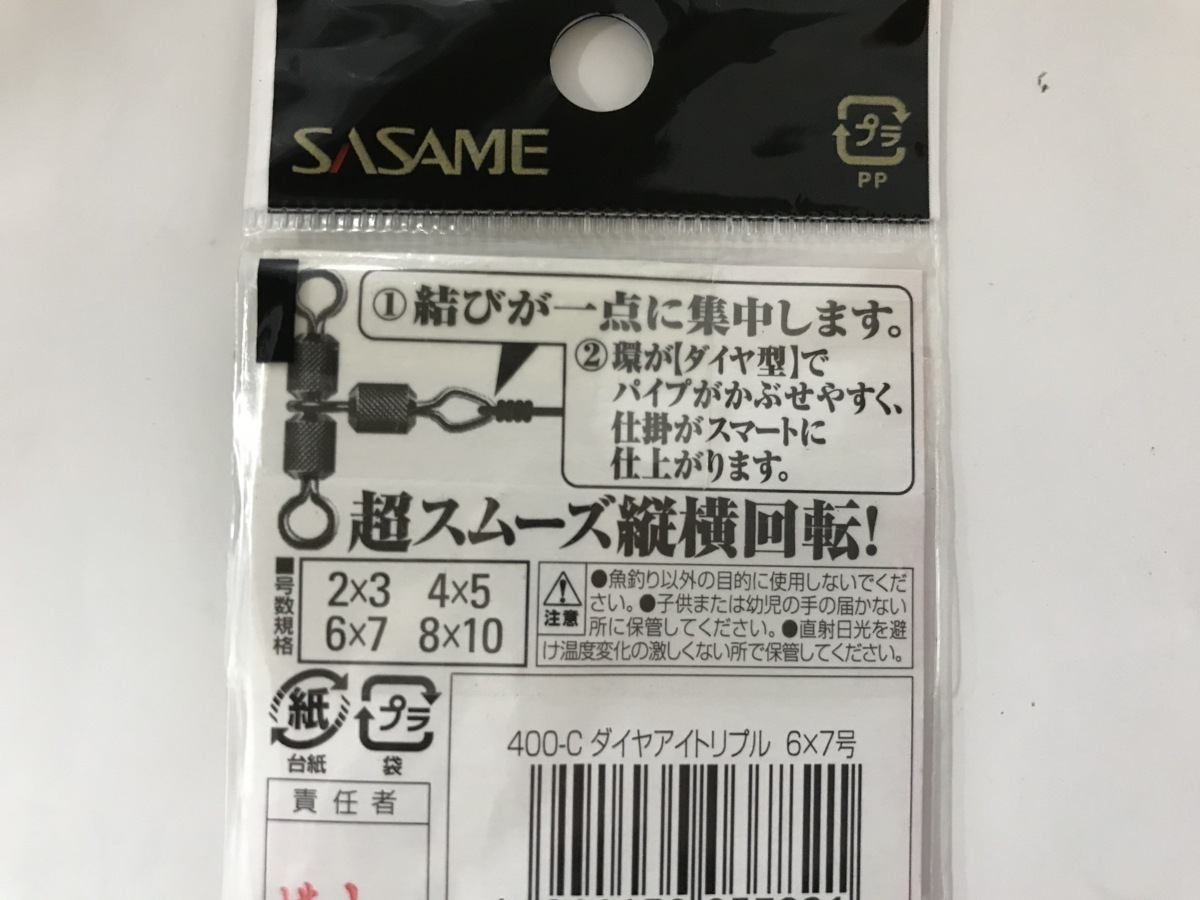 SASAME
プラ
PP
①結びが一点に集中します。
②環が【ダイヤ型】で
パイプがかぶせやすく、
仕掛がスマートに
仕上がります。
超スムーズ縦横回転!
■号数規格
2×3 4×5
6×7 8×10
注意
●魚釣り以外の目的に使用しないでくだ
さい。●子供または幼児の手の届かない
所に保管してください。●直射日光を避
け温度変化の激しくない所で保管してください。
紙
台紙
プラ
袋
400-C ダイヤアイトリプル 6×7号
責任者